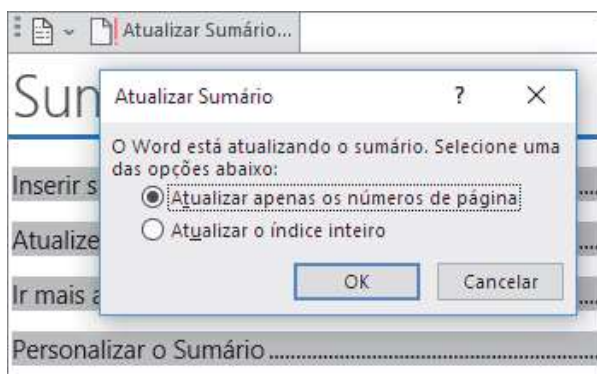 Atualizar Sumário...
Sun
Atualizar Sumário ? X
O Word está atualizando o sumário. Selecione uma
das opções abaixo:
Atualizar apenas os números de página
Atualizar o índice inteiro
OK Cancelar
Inserir s
Atualize
Ir mais a
Personalizar o Sumário